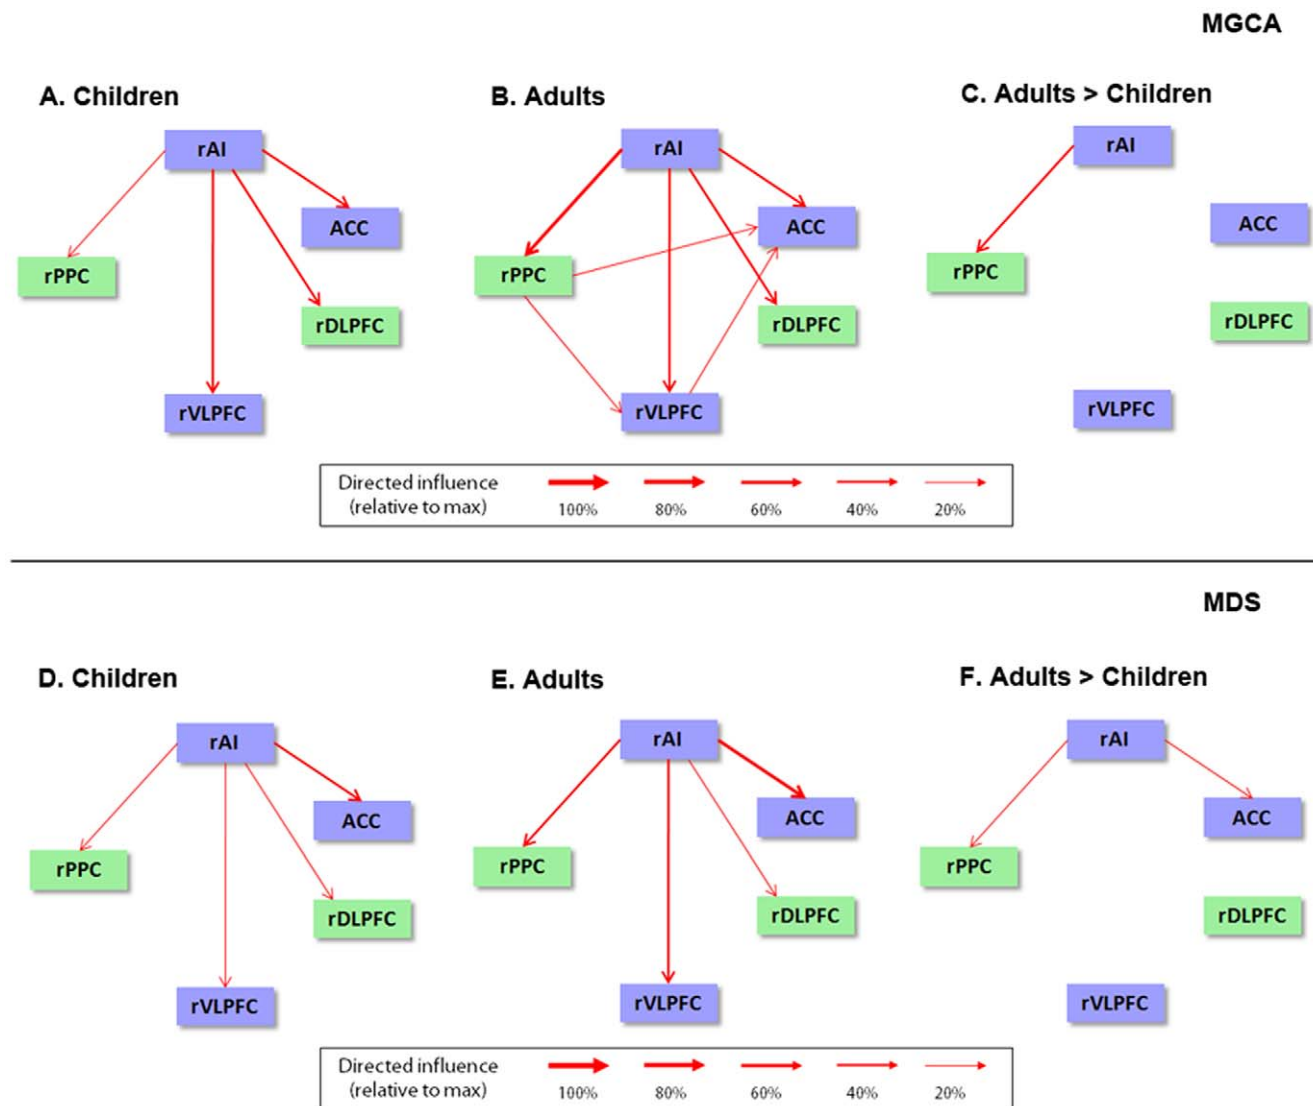 MGCA
A. Children
B. Adults
C. Adults > Children
rAI
ACC
rPPC
rDLPFC
rVLPFC
rAI
ACC
rPPC
rDLPFC
rVLPFC
rAI
ACC
rPPC
rDLPFC
rVLPFC
Directed influence
(relative to max)
100% 80% 60% 40% 20%
MDS
D. Children
E. Adults
F. Adults > Children
rAI
ACC
rPPC
rDLPFC
rVLPFC
rAI
ACC
rPPC
rDLPFC
rVLPFC
rAI
ACC
rPPC
rDLPFC
rVLPFC
Directed influence
(relative to max)
100% 80% 60% 40% 20%